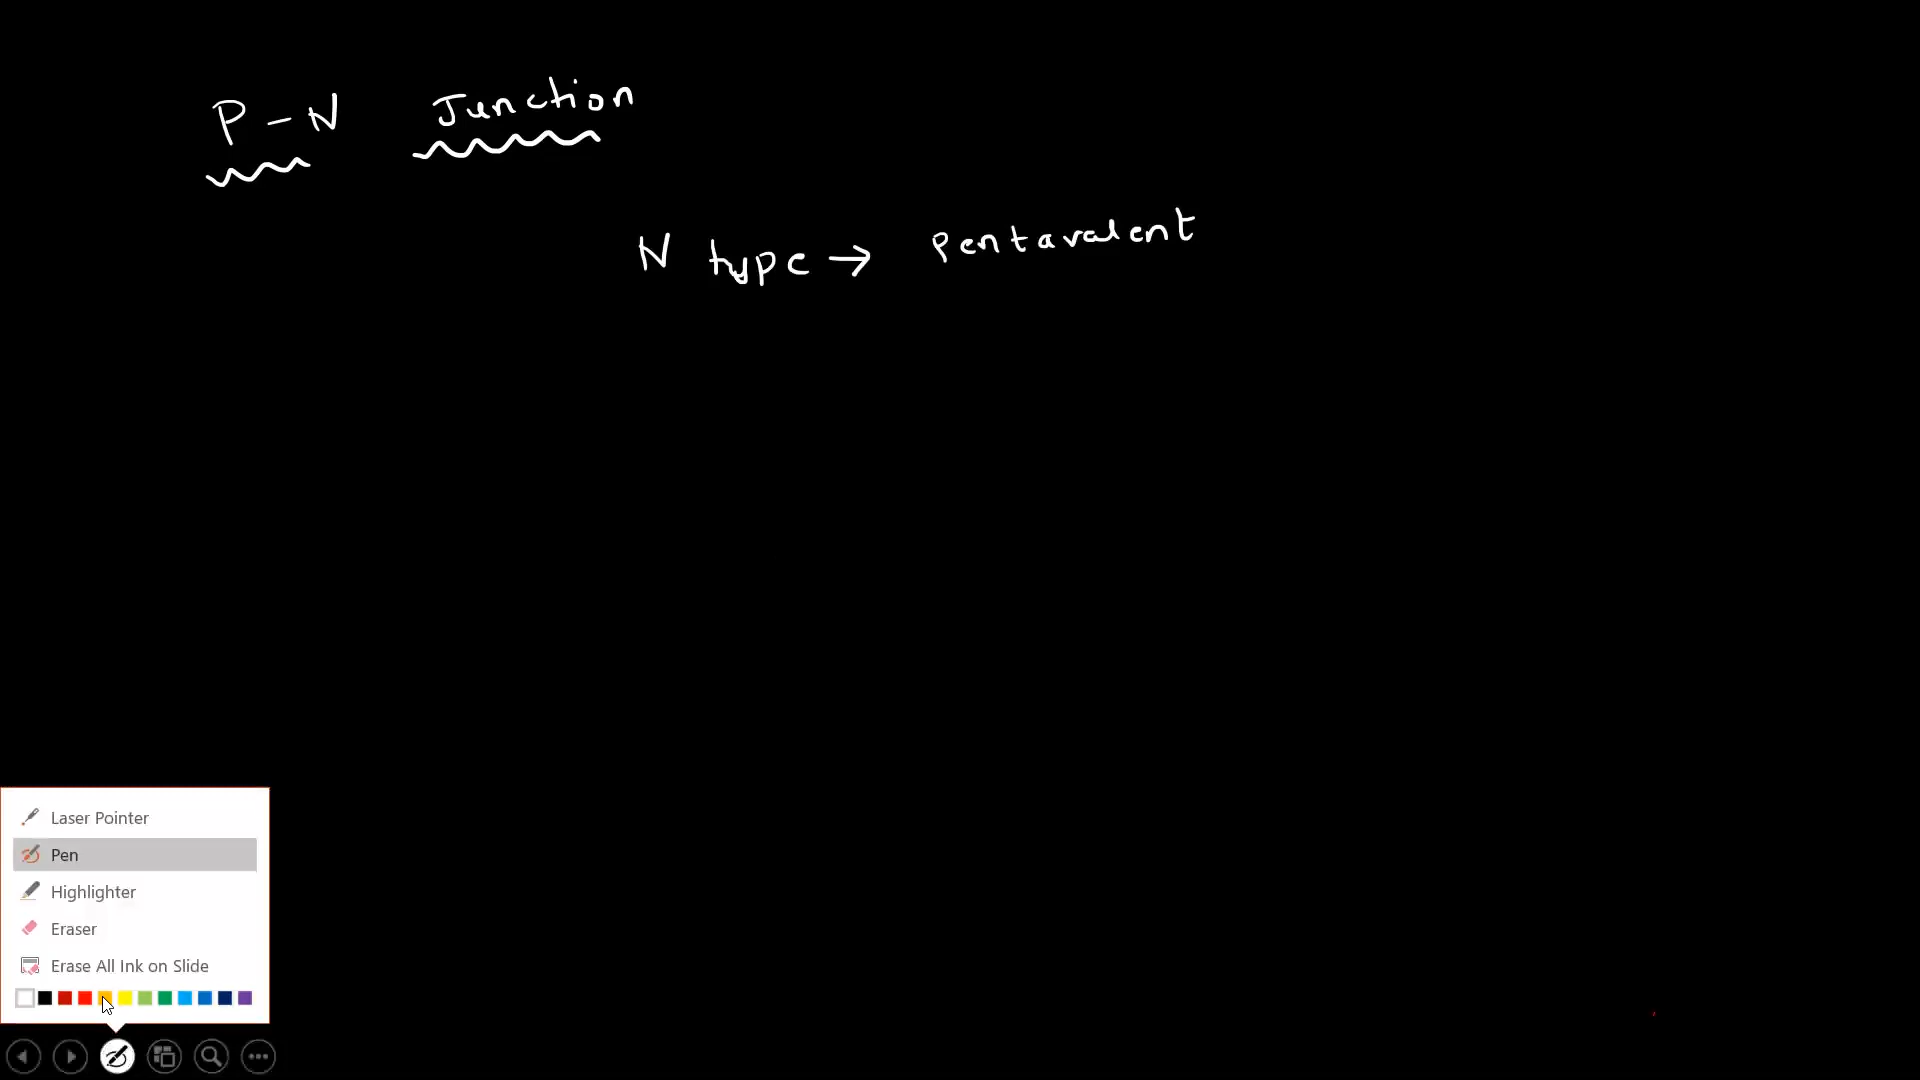 P-N Junction
N type → Pentavalent
Laser Pointer
Pen
Highlighter
Eraser
Erase All Ink on Slide